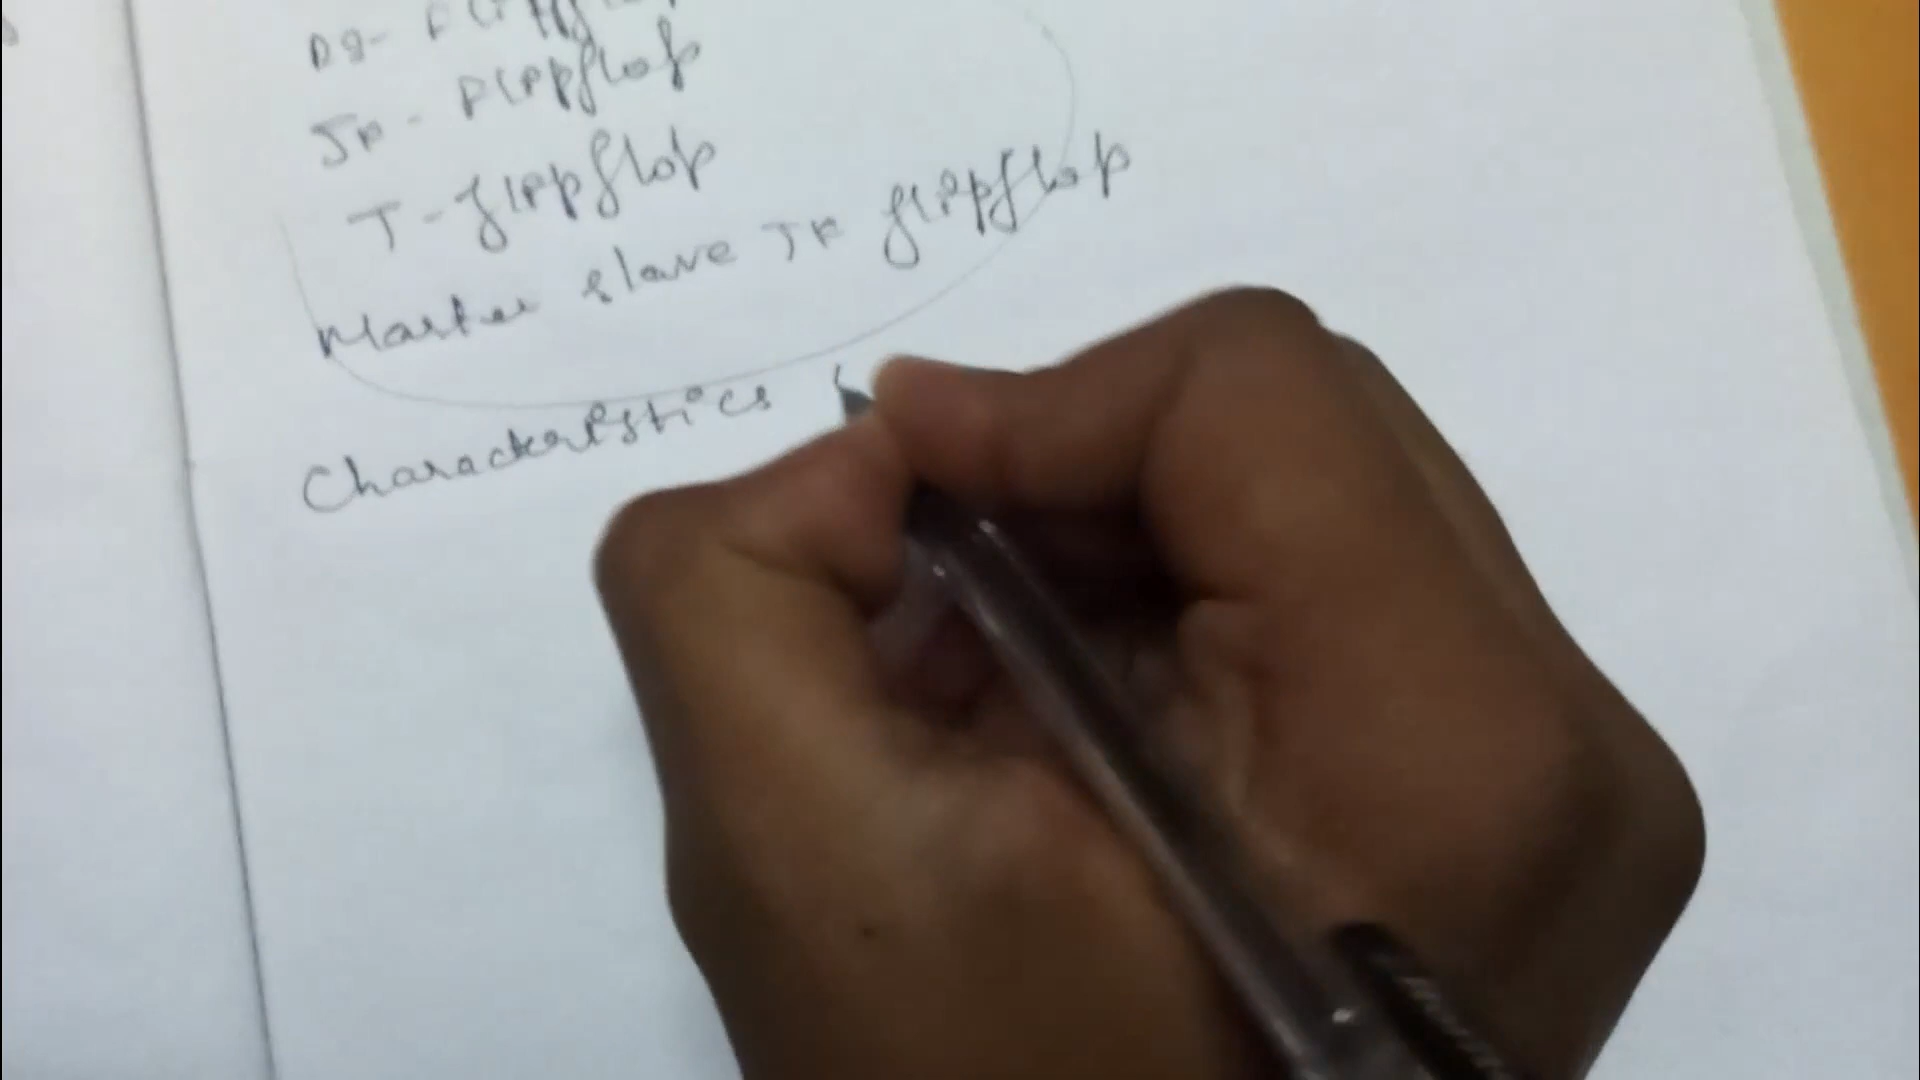 JK - Flipflop
T - flipflop
Master slave JK flipflop
Characteristics